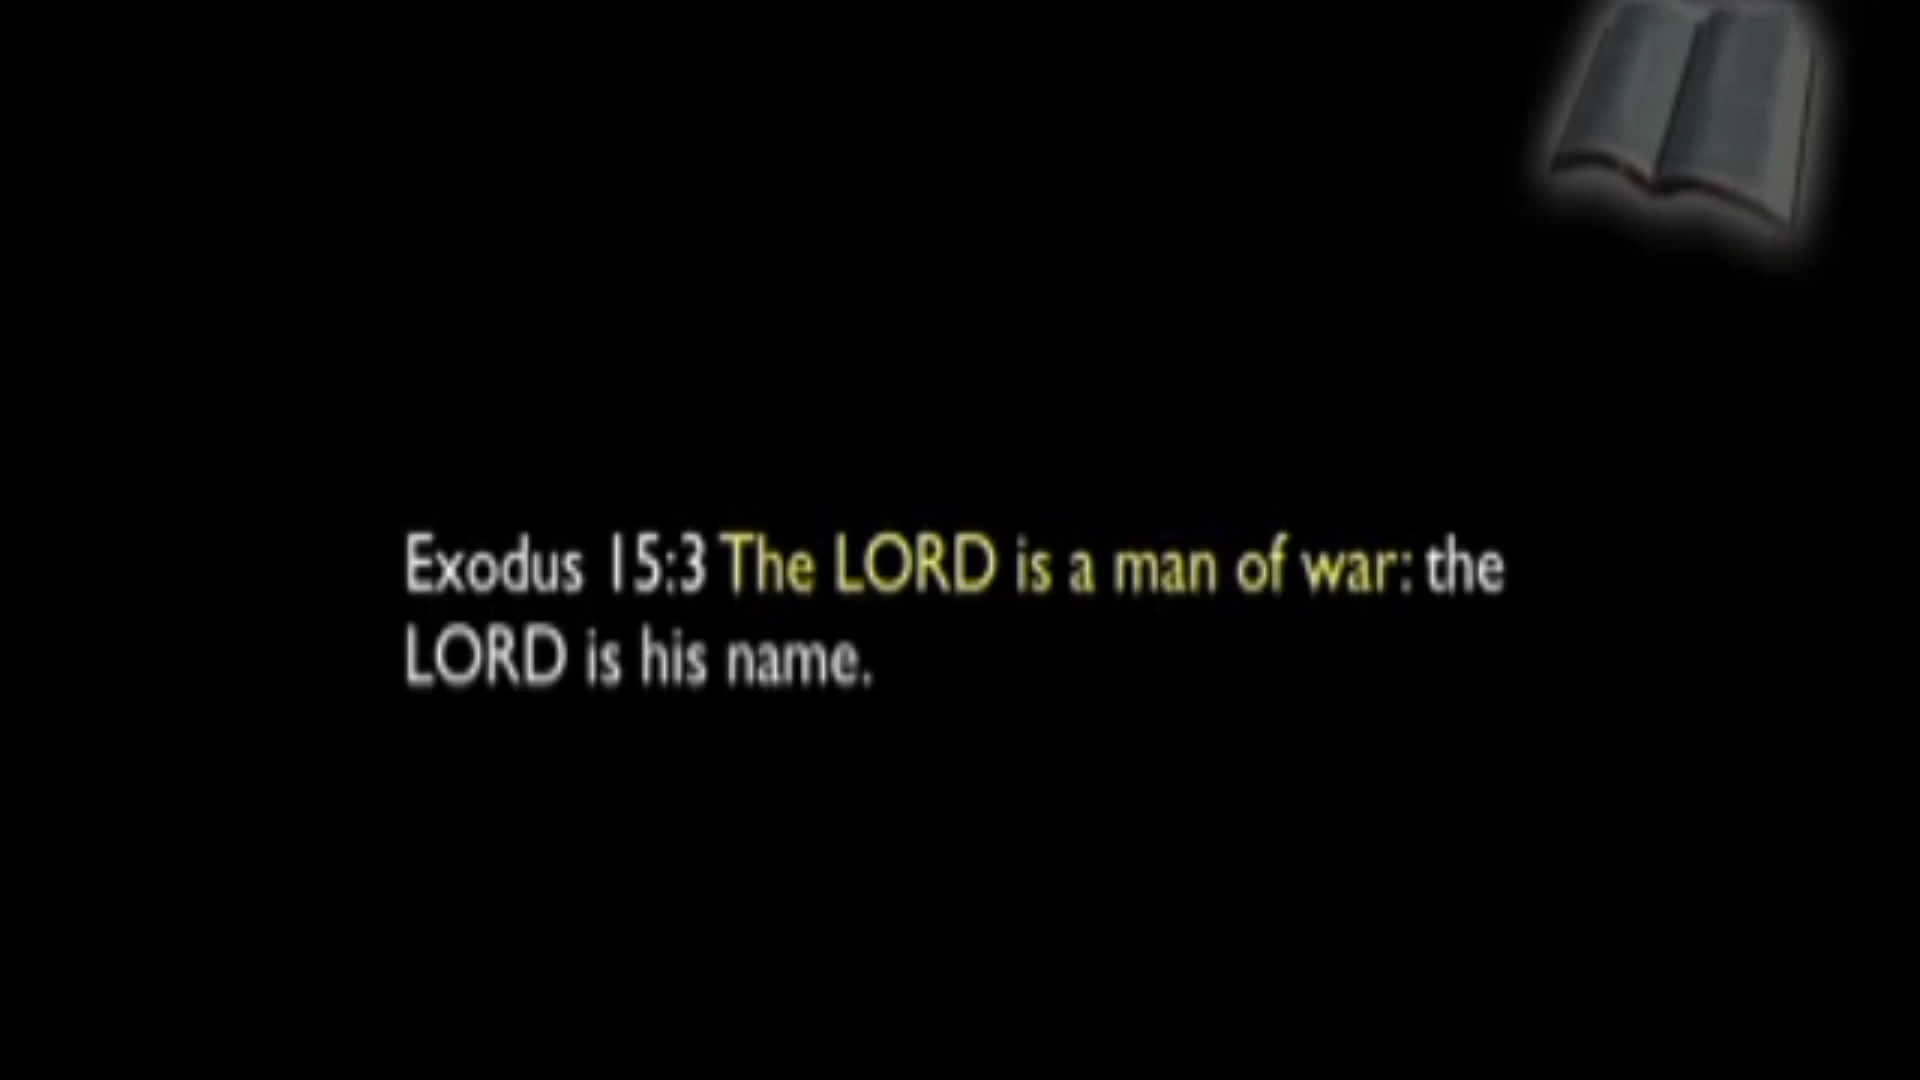 Exodus 15:3 The LORD is a man of war: the
LORD is his name.